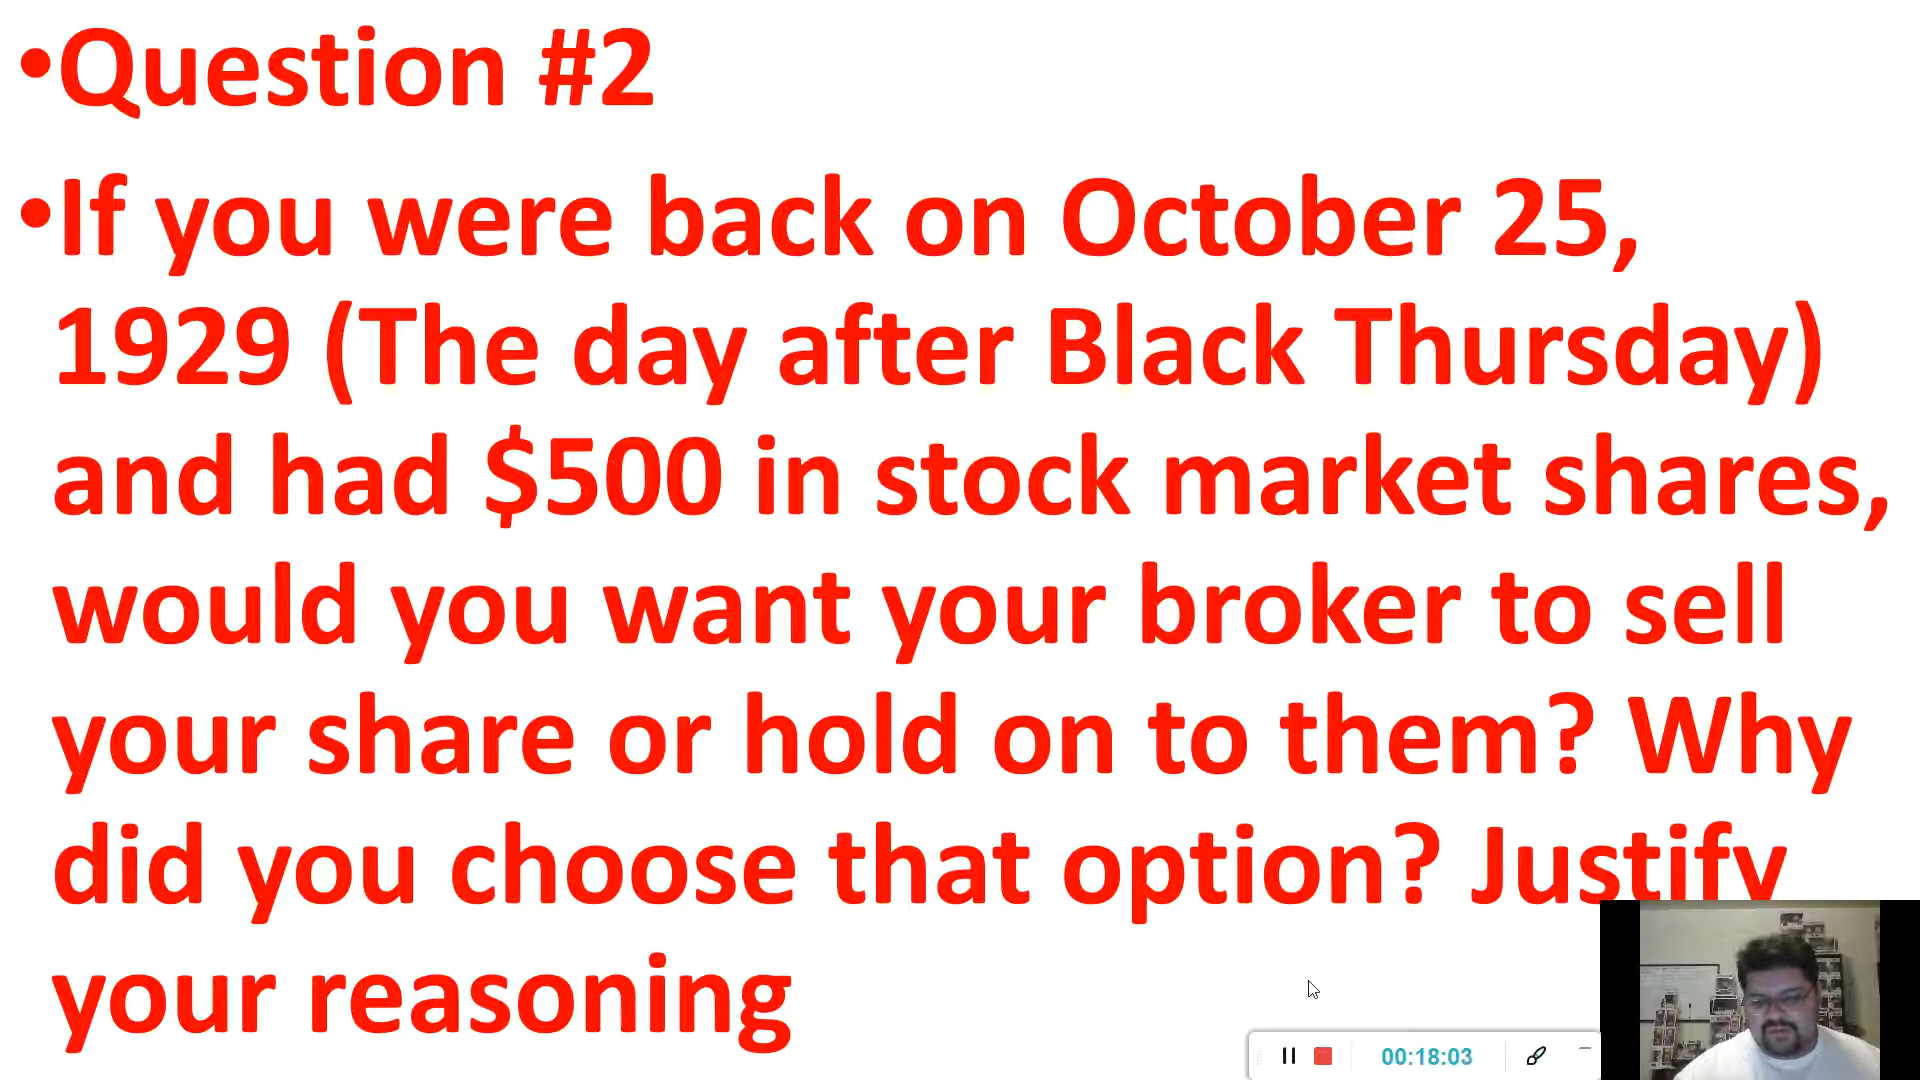 •Question #2
•If you were back on October 25,
1929 (The day after Black Thursday)
and had $500 in stock market shares,
would you want your broker to sell
your share or hold on to them? Why
did you choose that option? Justify
your reasoning
00:18:03